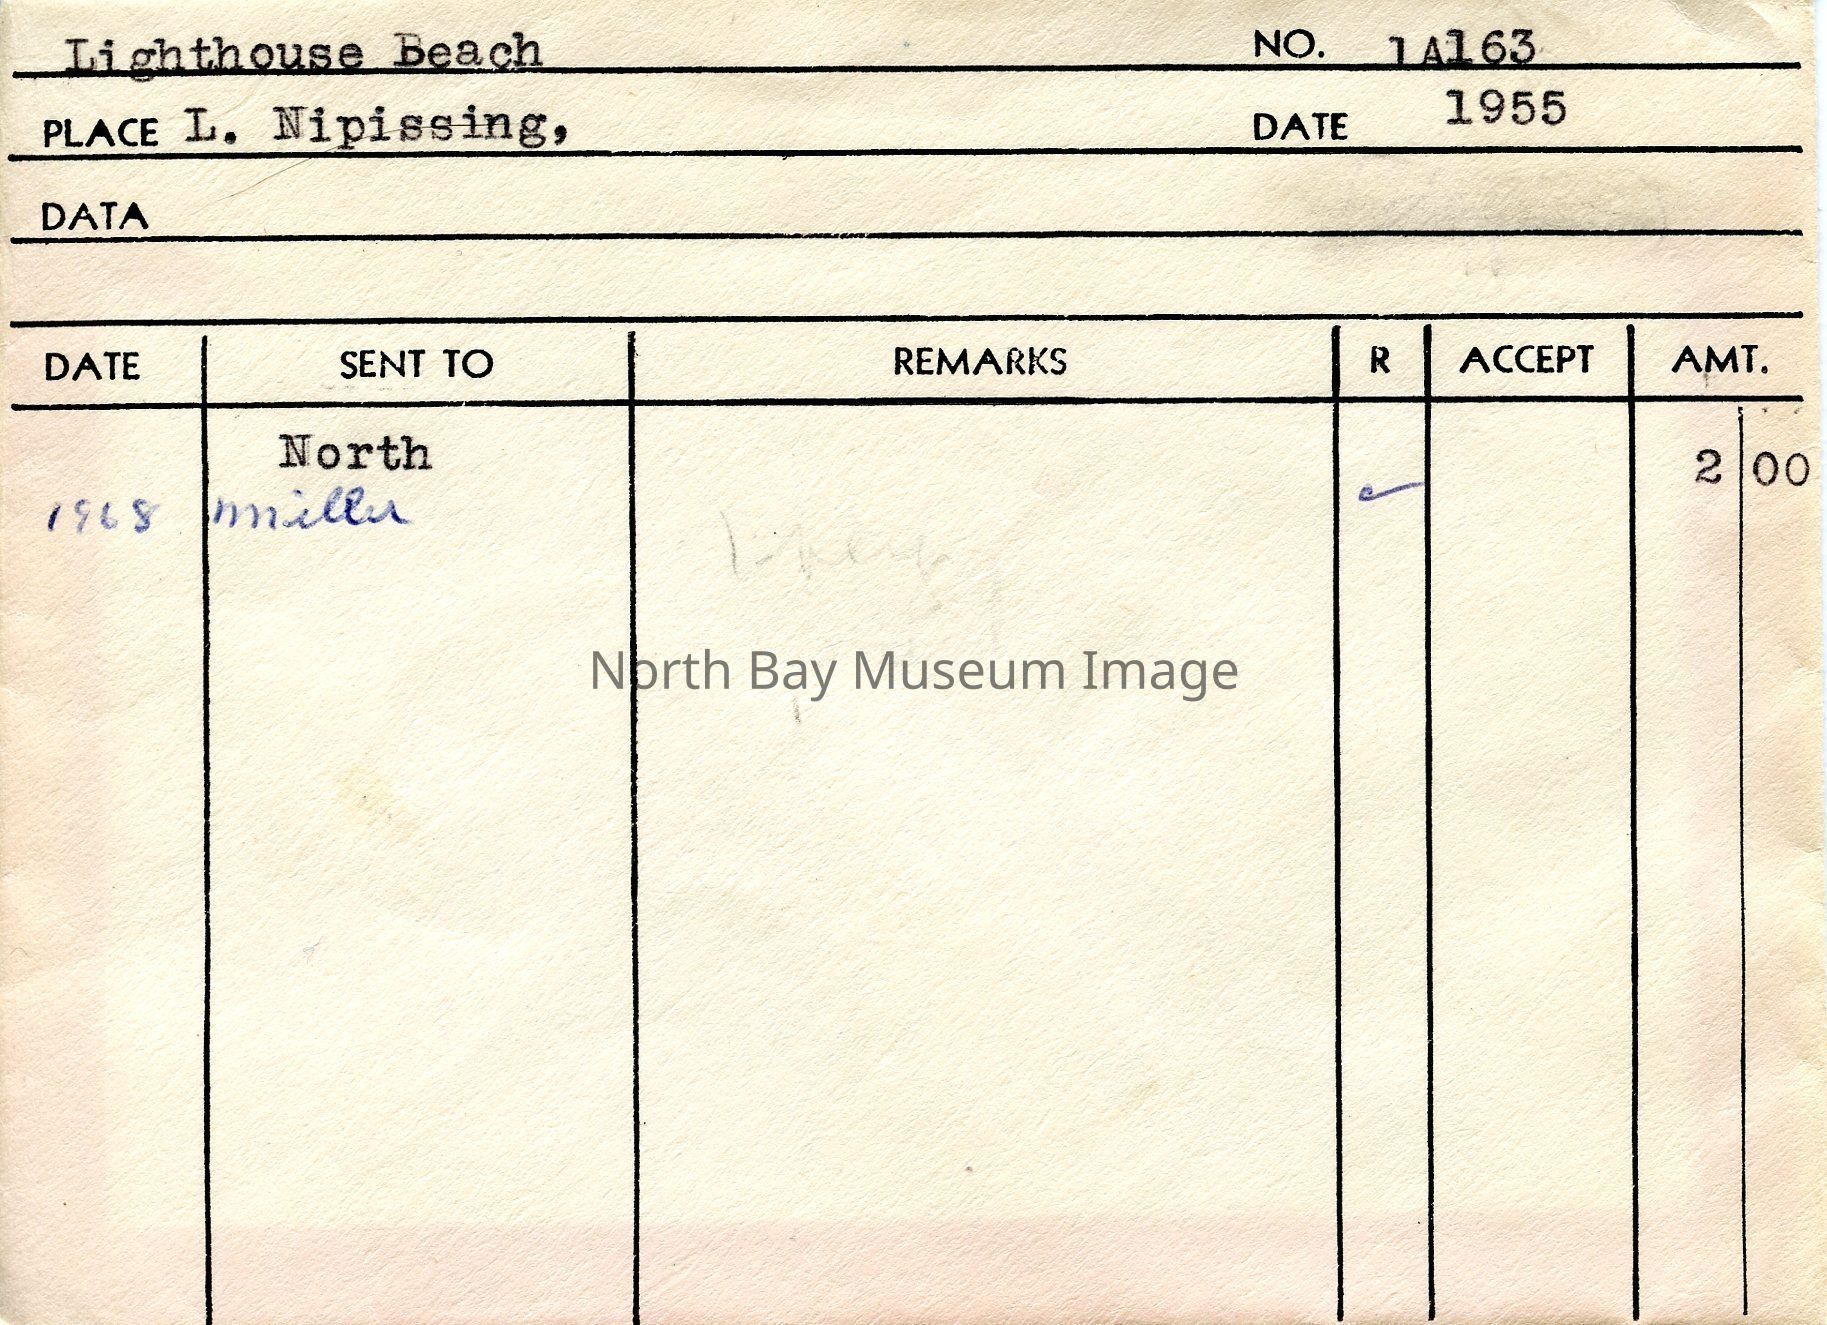 Lighthouse Beach NO. 1A163
PLACE L. Nipissing, DATE 1955
DATA
DATE SENT TO REMARKS R ACCEPT AMT.
North 2 00
1968 Miller
North Bay Museum Image